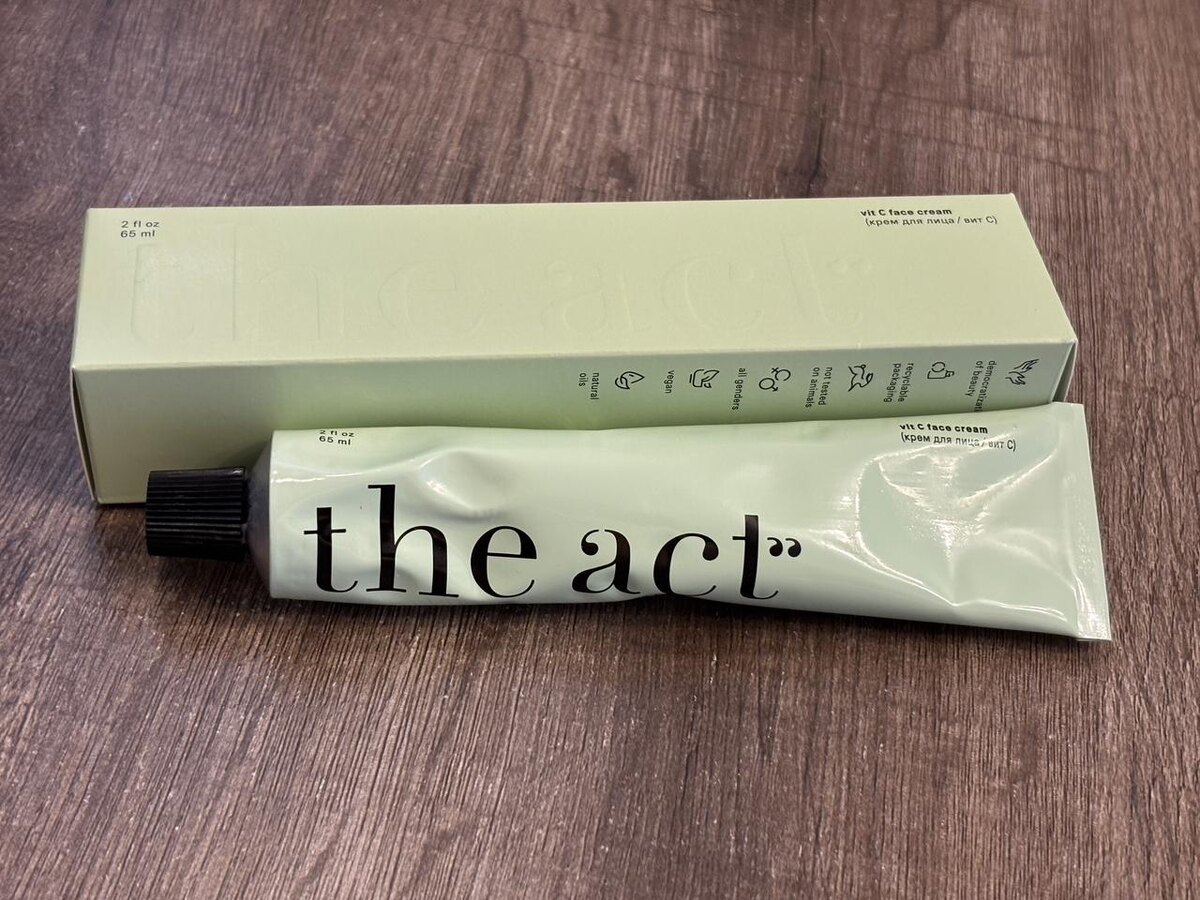 2 fl oz
65 ml
vit C face cream
(крем для лица / вит C)
the act”
natural
oils
vegan
all genders
not tested
on animals
recyclable
packaging
of beauty
2 fl oz
65 ml
vit C face cream
(крем для лица / вит C)
the act”